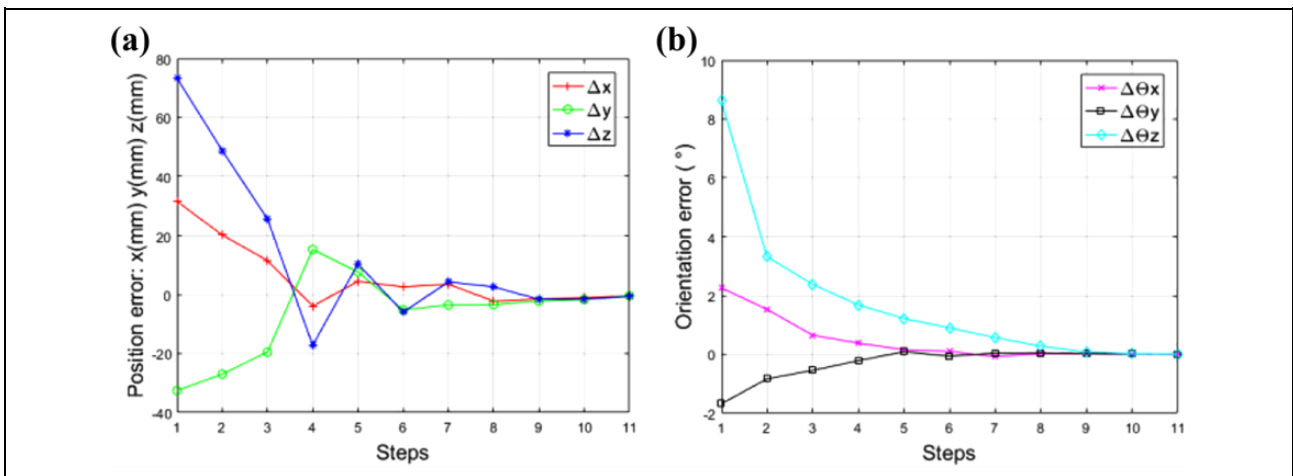 (a)
80
60
40
20
0
-20
-40
Position error: x(mm) y(mm) z(mm)
1 2 3 4 5 6 7 8 9 10 11
Steps
Δx
Δy
Δz
(b)
10
8
6
4
2
0
-2
Orientation error ( °)
1 2 3 4 5 6 7 8 9 10 11
Steps
ΔΘx
ΔΘy
ΔΘz